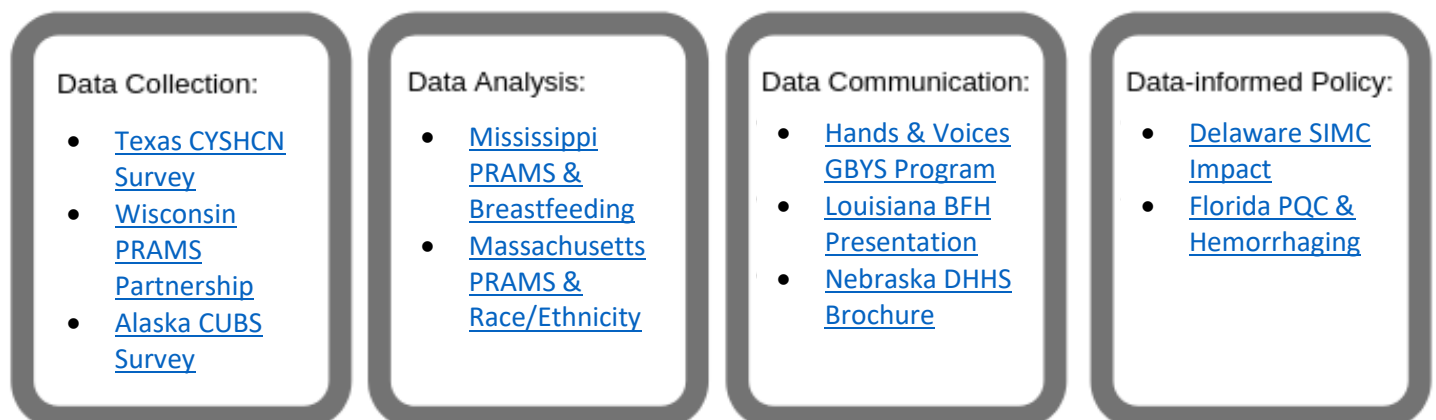 Data Collection:
• Texas CYSHCN
Survey
• Wisconsin
PRAMS
Partnership
• Alaska CUBS
Survey
Data Analysis:
• Mississippi
PRAMS &
Breastfeeding
• Massachusetts
PRAMS &
Race/Ethnicity
Data Communication:
• Hands & Voices
GBYS Program
• Louisiana BFH
Presentation
• Nebraska DHHS
Brochure
Data-informed Policy:
• Delaware SIMC
Impact
• Florida PQC &
Hemorrhaging